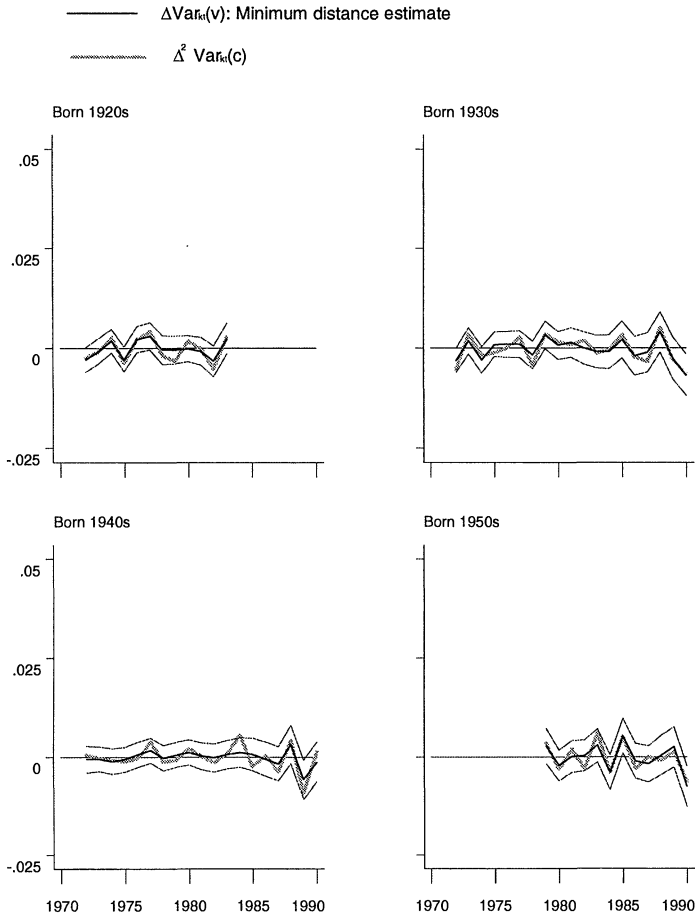 ΔVarₖₜ(v): Minimum distance estimate
Δ² Varₖₜ(c)
Born 1920s
Born 1930s
.05
.025
0
-.025
Born 1940s
Born 1950s
.05
.025
0
-.025
1970 1975 1980 1985 1990 1970 1975 1980 1985 1990